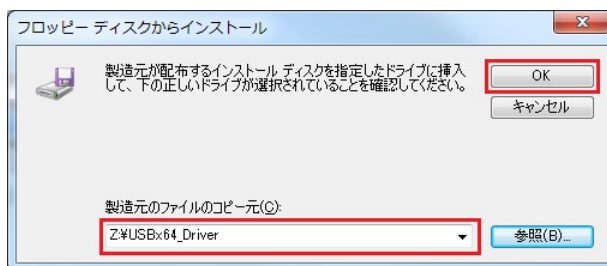 フロッピー ディスクからインストール
製造元が配布するインストール ディスクを指定したドライブに挿入
して、下の正しいドライブが選択されていることを確認してください。
OK
キャンセル
製造元のファイルのコピー元(C):
Z:¥USBx64_Driver
参照(B)...